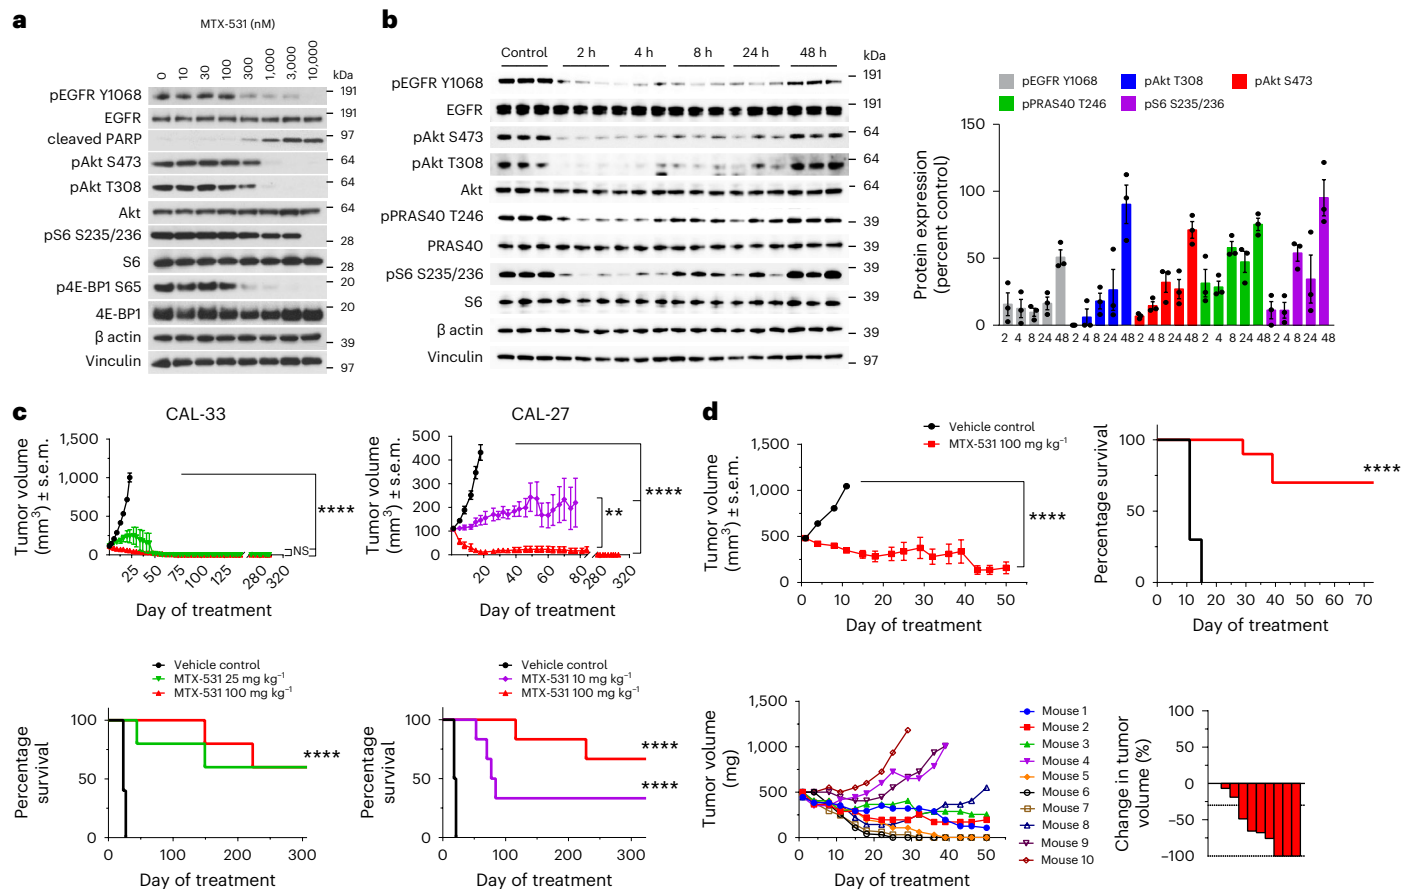 a
MTX-531 (nM)
0 10 30 100 300 1,000 3,000 10,000
kDa
pEGFR Y1068 191
EGFR 191
cleaved PARP 97
pAkt S473 64
pAkt T308 64
Akt 64
pS6 S235/236 28
S6 28
p4E-BP1 S65 20
4E-BP1 20
β actin 39
Vinculin 97
b
Control 2 h 4 h 8 h 24 h 48 h
kDa
pEGFR Y1068 191
EGFR 191
pAkt S473 64
pAkt T308 64
Akt 64
pPRAS40 T246 39
PRAS40 39
pS6 S235/236 39
S6 39
β actin 39
Vinculin 97
pEGFR Y1068 pAkt T308 pAkt S473
pPRAS40 T246 pS6 S235/236
Protein expression
(percent control)
150
100
50
0
2 4 8 24 48 2 4 8 24 48 2 4 8 24 48 2 4 8 24 48 2 4 8 24 48
c
CAL-33
Tumor volume
(mm³) ± s.e.m.
1,500
1,000
500
0
****
NS
25 50 75 100 125 280 320
Day of treatment
CAL-27
Tumor volume
(mm³) ± s.e.m.
500
400
300
200
100
0
**
****
20 40 60 80 280 320
Day of treatment
Vehicle control
MTX-531 25 mg kg⁻¹
MTX-531 100 mg kg⁻¹
Percentage
survival
100
50
0
****
0 100 200 300
Day of treatment
Vehicle control
MTX-531 10 mg kg⁻¹
MTX-531 100 mg kg⁻¹
Percentage
survival
100
50
0
****
****
0 100 200 300
Day of treatment
d
Vehicle control
MTX-531 100 mg kg⁻¹
Tumor volume
(mm³) ± s.e.m.
1,500
1,000
500
0
****
0 10 20 30 40 50 60
Day of treatment
Percentage survival
100
50
0
****
0 10 20 30 40 50 60 70
Day of treatment
Tumor volume
(mg)
1,500
1,000
500
0
0 5 10 15 20 25 30 35 40 45 50
Day of treatment
Mouse 1
Mouse 2
Mouse 3
Mouse 4
Mouse 5
Mouse 6
Mouse 7
Mouse 8
Mouse 9
Mouse 10
Change in tumor
volume (%)
100
50
0
−50
−100